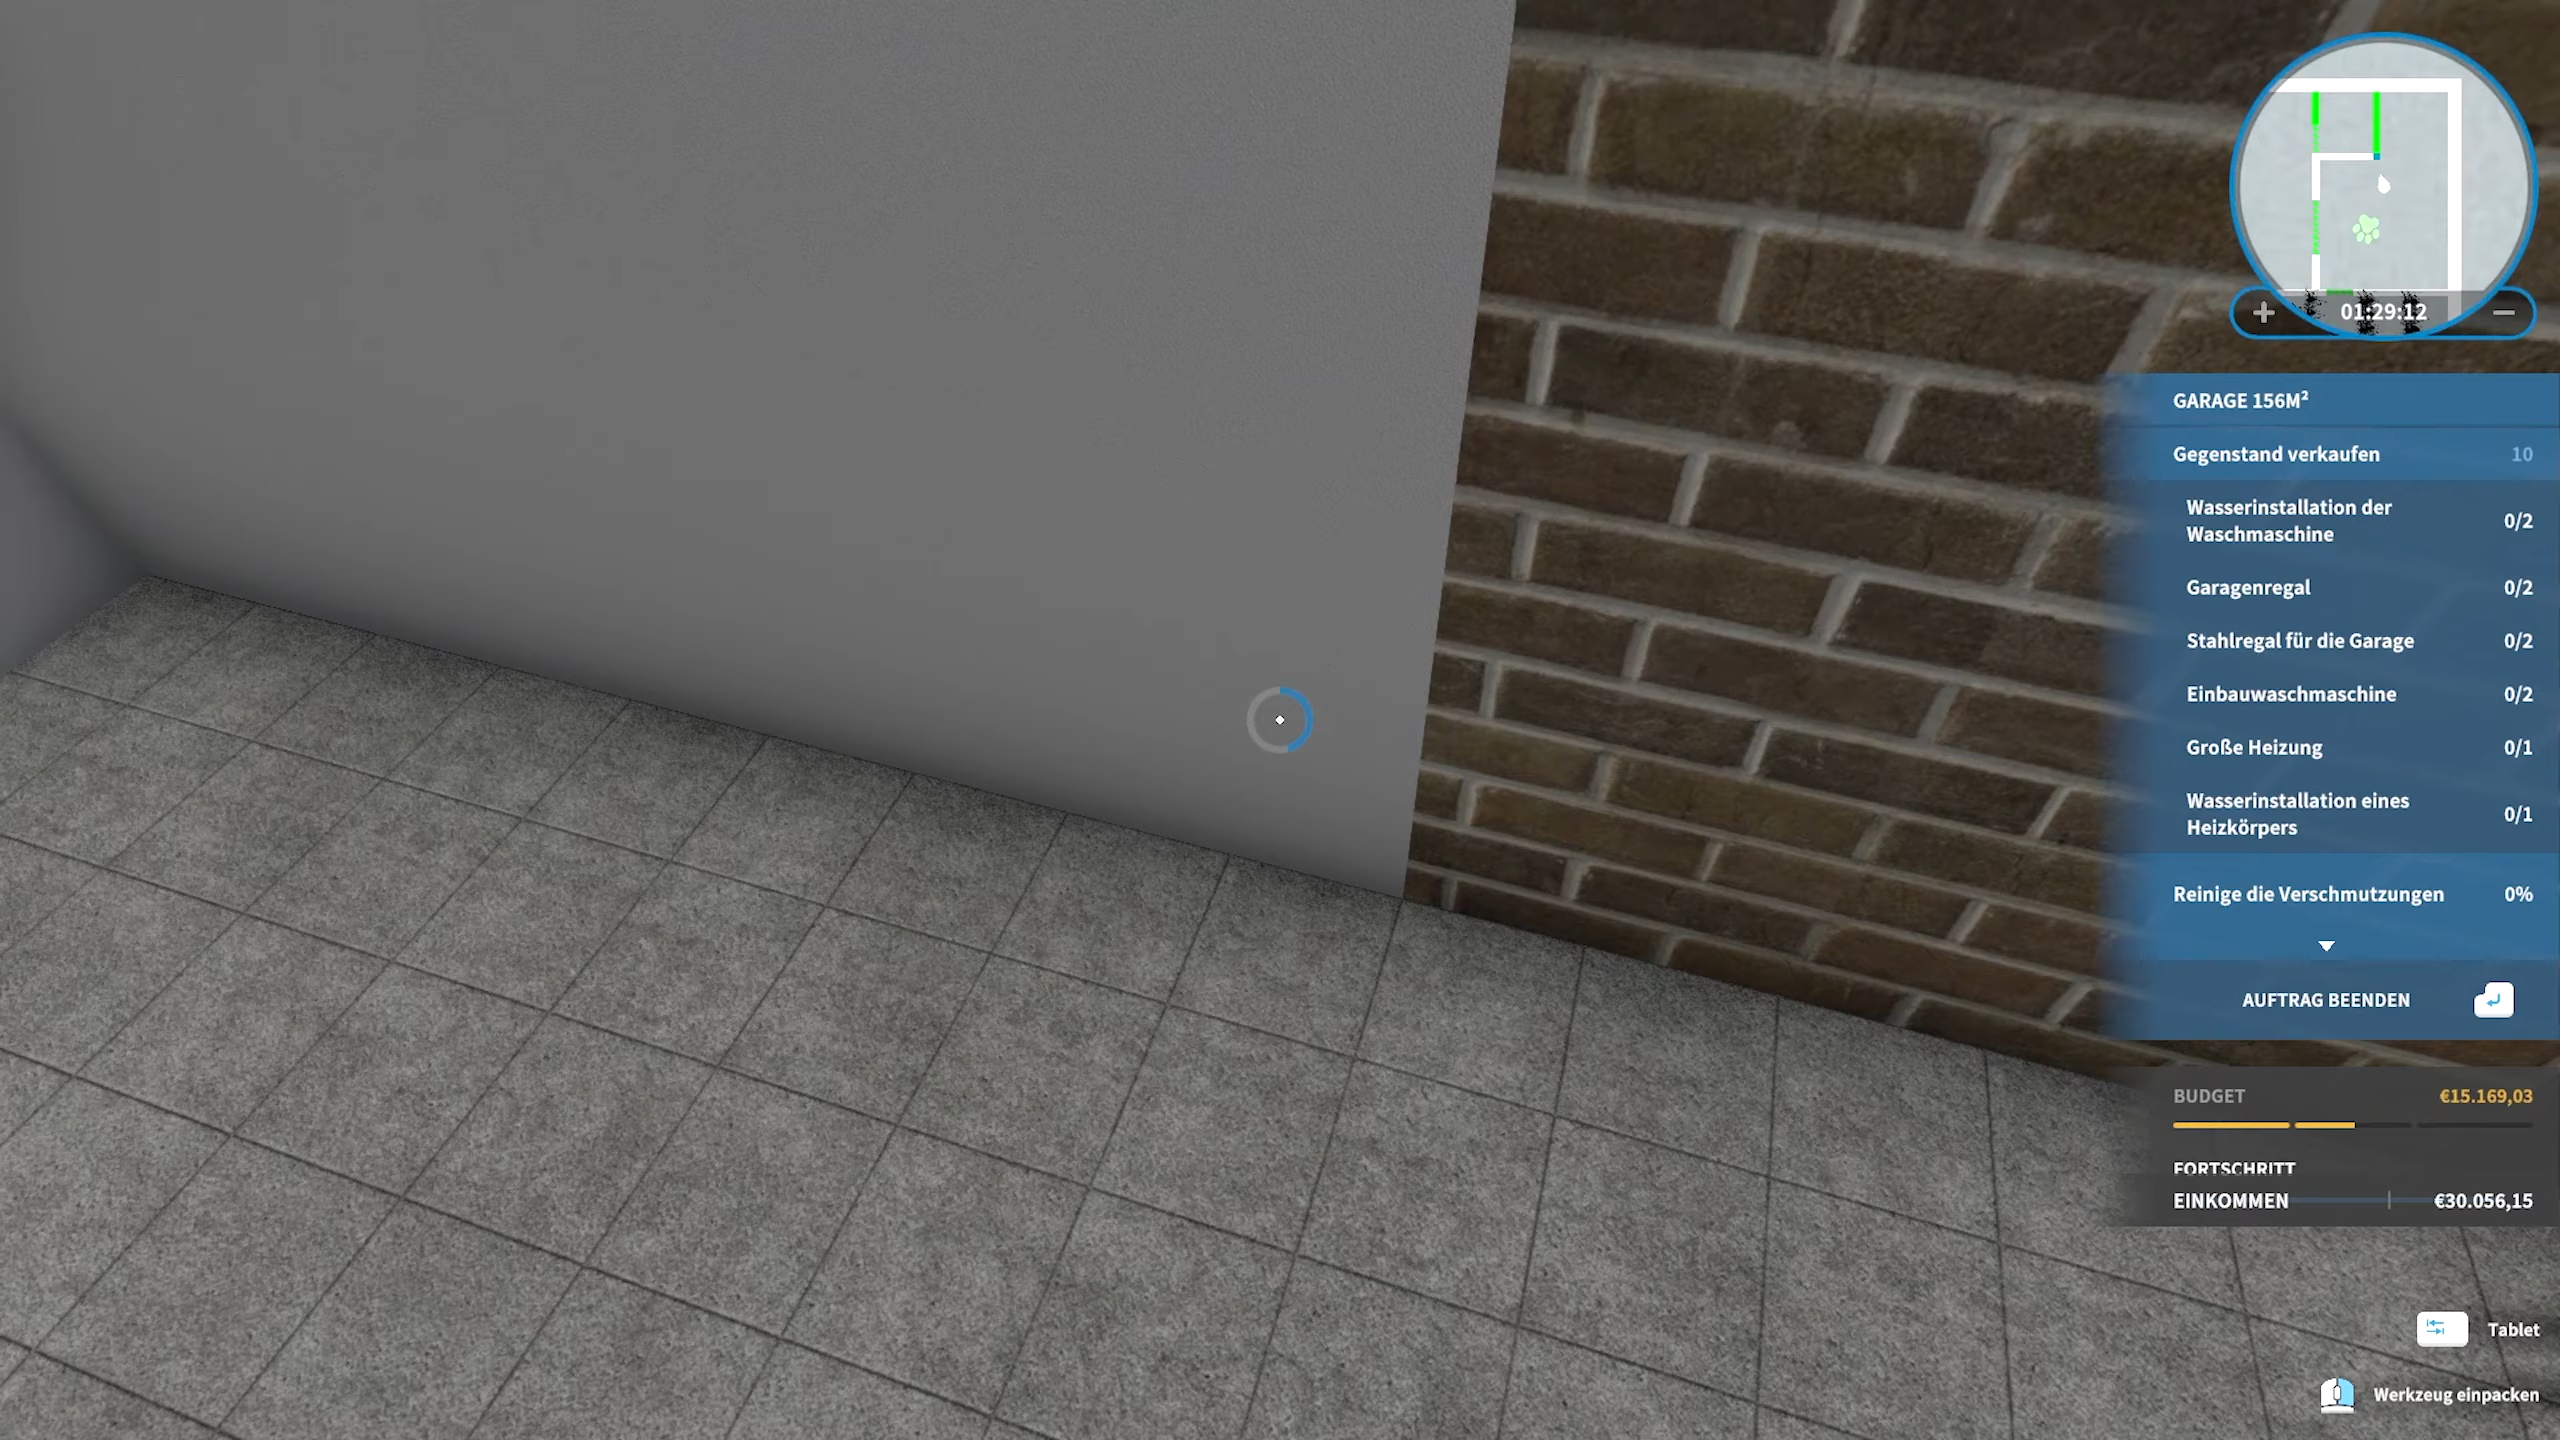 01:29:12
GARAGE 156M²
Gegenstand verkaufen 10
Wasserinstallation der
Waschmaschine 0/2
Garagenregal 0/2
Stahlregal für die Garage 0/2
Einbauwaschmaschine 0/2
Große Heizung 0/1
Wasserinstallation eines
Heizkörpers 0/1
Reinige die Verschmutzungen 0%
AUFTRAG BEENDEN
BUDGET €15.169,03
FORTSCHRITT
EINKOMMEN €30.056,15
Tablet
Werkzeug einpacken